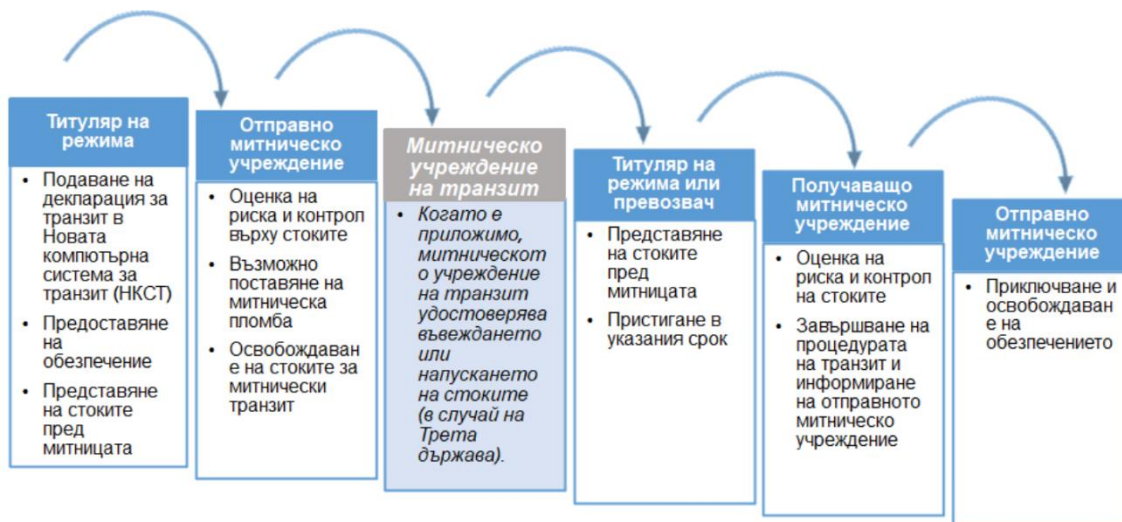 Титуляр на
режима
• Подаване на
декларация за
транзит в
Новата
компютърна
система за
транзит (НКСТ)
• Предоставяне
на
обезпечение
• Представяне
на стоките
пред
митницата
Отправно
митническо
учреждение
• Оценка на
риска и контрол
върху стоките
• Възможно
поставяне на
митническа
пломба
• Освобождаван
е на стоките за
митнически
транзит
Митническо
учреждение
на транзит
• Когато е
приложимо,
митническот
о учреждение
на транзит
удостоверява
въвеждането
или
напускането
на стоките
(в случай на
Трета
държава).
Титуляр на
режима или
превозвач
• Представяне
на стоките пред
митницата
• Пристигане в
указания срок
Получаващо
митническо
учреждение
• Оценка на
риска и контрол
на стоките
• Завършване на
процедурата
на транзит и
информиране
на отправното
митническо
учреждение
Отправно
митническо
учреждение
• Приключване и
освобождаван
е на
обезпечението